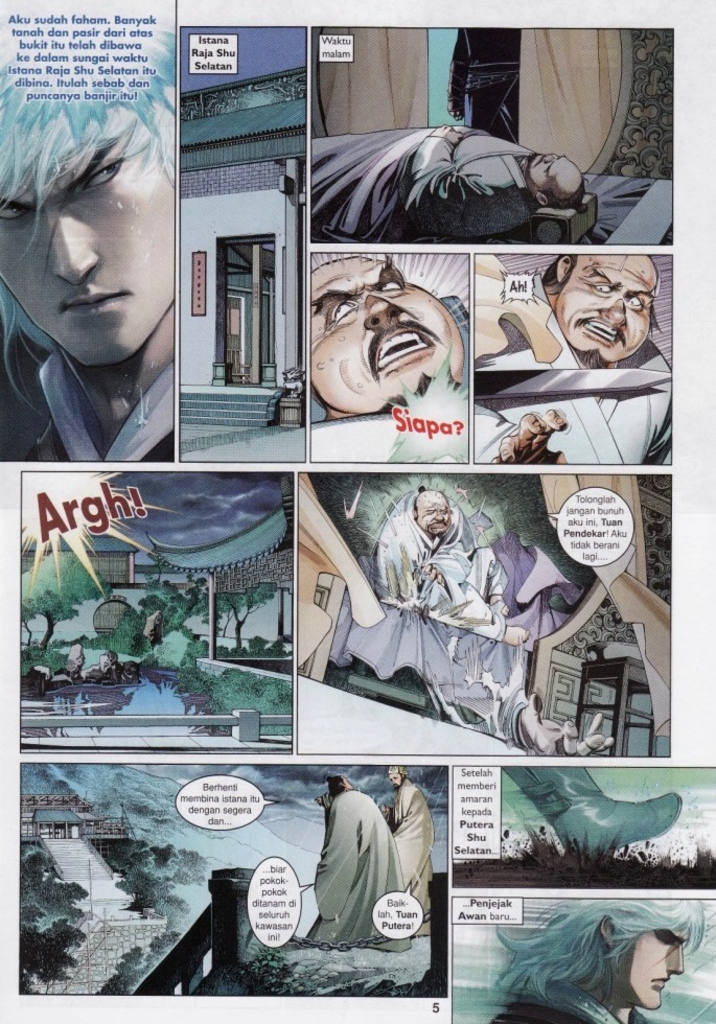 Aku sudah faham. Banyak
tanah dan pasir dari atas
bukit itu telah dibawa
ke dalam sungai waktu
Istana Raja Shu Selatan itu
dibina. Itulah sebab dan
puncanya banjir itu!
Istana
Raja Shu
Selatan
Waktu
malam
Siapa?
Ah!
Argh!
Tolonglah
jangan bunuh
aku ini, Tuan
Pendekar! Aku
tidak berani
lagi....
Berhenti
membina istana itu
dengan segera
dan...
...biar
pokok-
pokok
ditanam di
seluruh
kawasan
ini!
Baik-
lah, Tuan
Putera!
Setelah
memberi
amaran
kepada
Putera
Shu
Selatan...
...Penjejak
Awan baru...
5